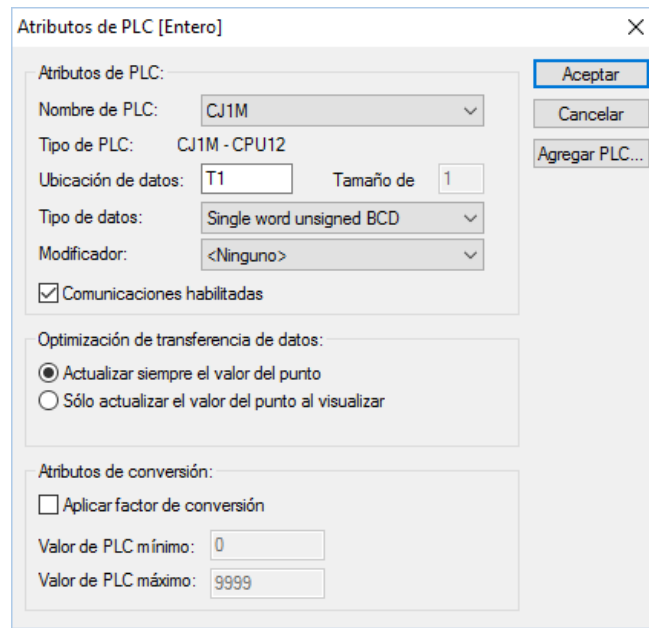 Atributos de PLC [Entero]
Atributos de PLC:
Aceptar
Nombre de PLC: CJ1M
Cancelar
Tipo de PLC: CJ1M - CPU12
Agregar PLC...
Ubicación de datos: T1 Tamaño de 1
Tipo de datos: Single word unsigned BCD
Modificador: <Ninguno>
Comunicaciones habilitadas
Optimización de transferencia de datos:
Actualizar siempre el valor del punto
Sólo actualizar el valor del punto al visualizar
Atributos de conversión:
Aplicar factor de conversión
Valor de PLC mínimo: 0
Valor de PLC máximo: 9999